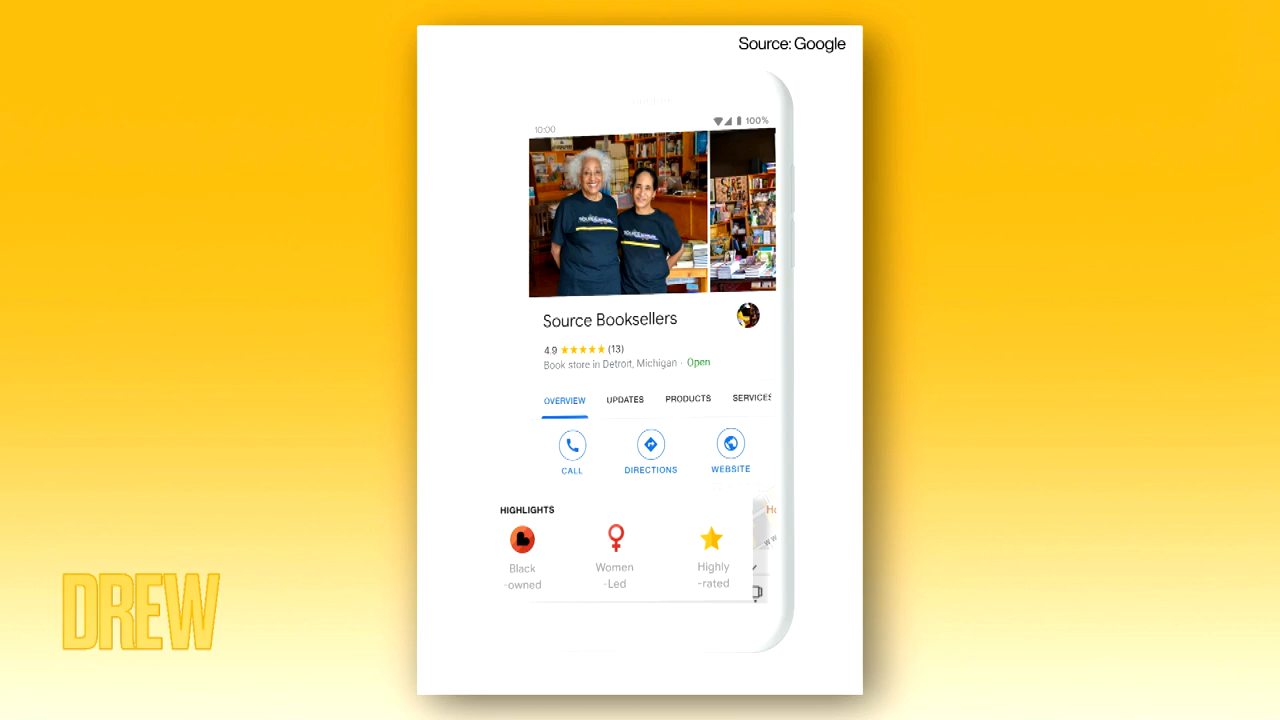 Source: Google
10:00
100%
Source Booksellers
4.9 (13)
Book store in Detroit, Michigan · Open
OVERVIEW UPDATES PRODUCTS SERVICES
CALL DIRECTIONS WEBSITE
HIGHLIGHTS
Black
-owned
Women
-Led
Highly
-rated
DREW